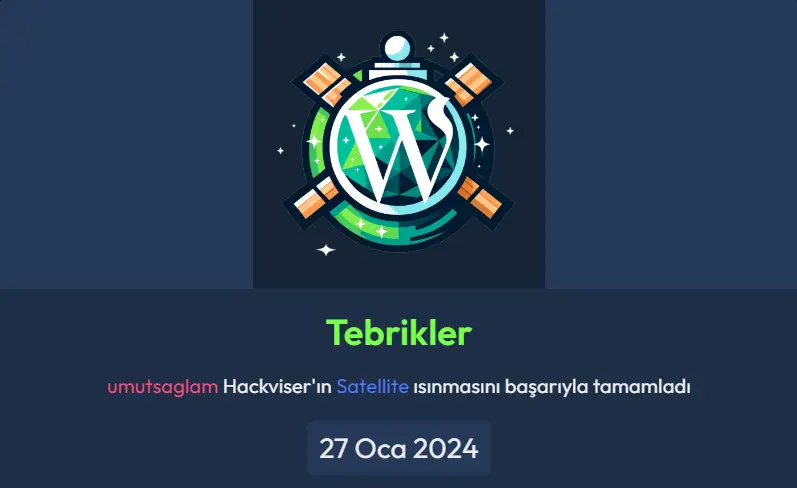 W
Tebrikler
umutsaglam Hackviser'ın Satellite ısınmasını başarıyla tamamladı
27 Oca 2024